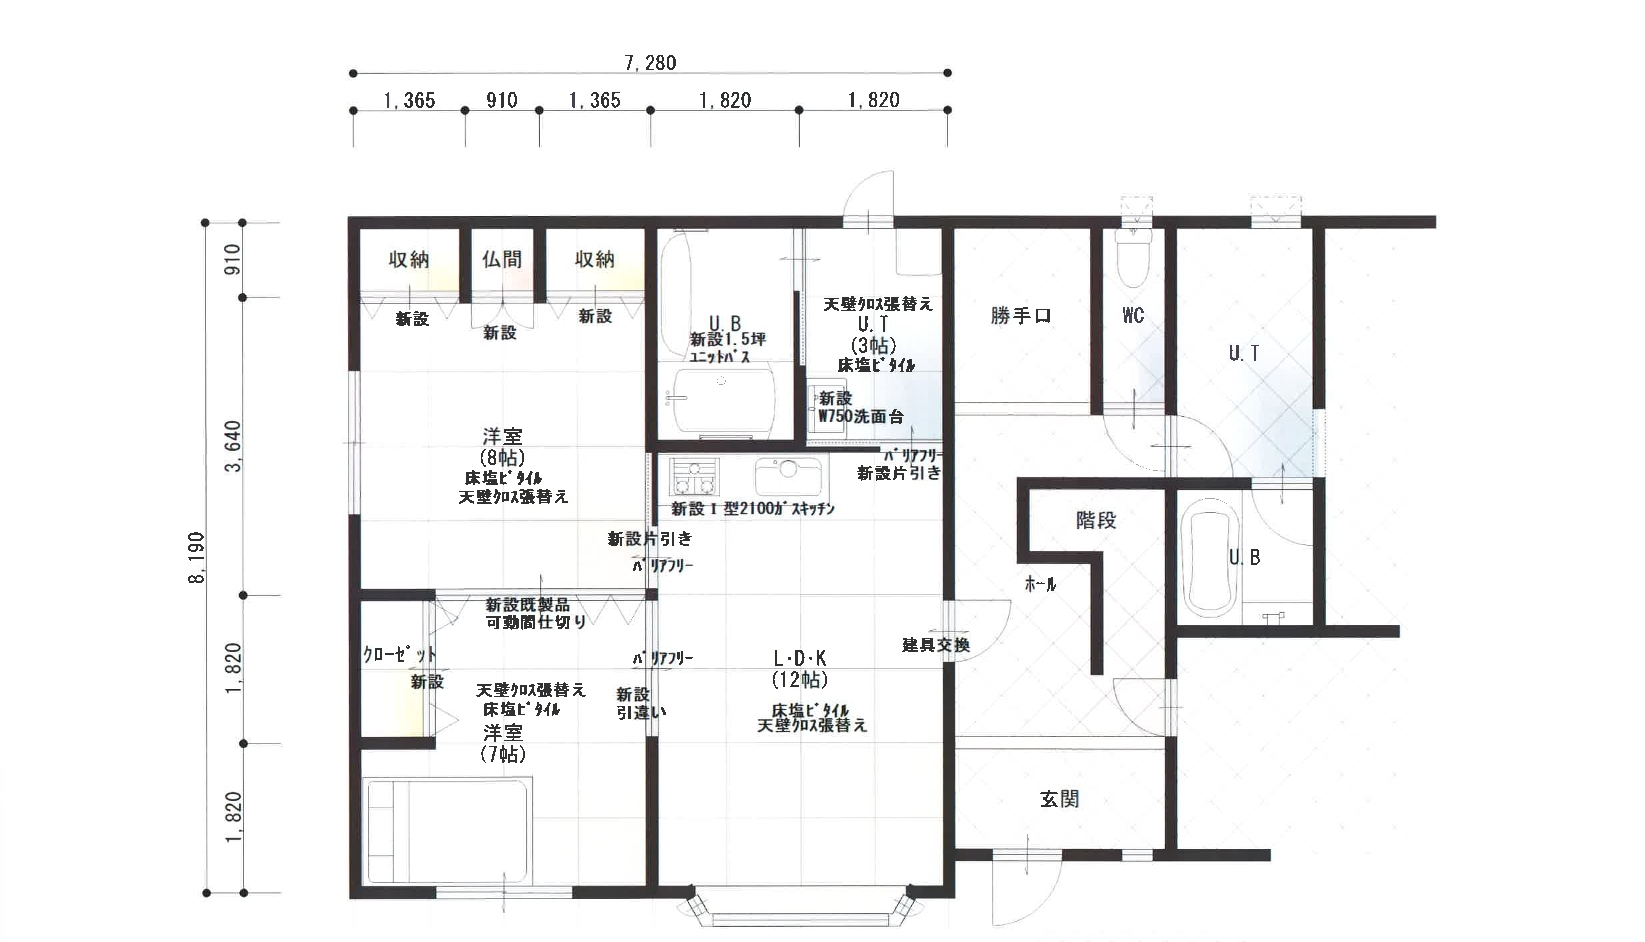 7,280
1,365
910
1,365
1,820
1,820
910
3,640
8,190
1,820
1,820
収納
仏間
収納
新設
新設
新設
U.B
新設1.5坪
ﾕﾆｯﾄﾊﾞｽ
天壁ｸﾛｽ張替え
U.T
(3帖)
床塩ﾋﾞﾀｲﾙ
新設
W750洗面台
ﾊﾞﾘｱﾌﾘｰ
新設片引き
勝手口
WC
U.T
洋室
(8帖)
床塩ﾋﾞﾀｲﾙ
天壁ｸﾛｽ張替え
新設Ｉ型2100ｶﾞｽｷｯﾁﾝ
新設片引き
ﾊﾞﾘｱﾌﾘｰ
階段
U.B
ﾎｰﾙ
新設既製品
可動間仕切り
ｸﾛｰｾﾞｯﾄ
新設
ﾊﾞﾘｱﾌﾘｰ
新設
引違い
建具交換
L･D･K
(12帖)
床塩ﾋﾞﾀｲﾙ
天壁ｸﾛｽ張替え
天壁ｸﾛｽ張替え
床塩ﾋﾞﾀｲﾙ
洋室
(7帖)
玄関